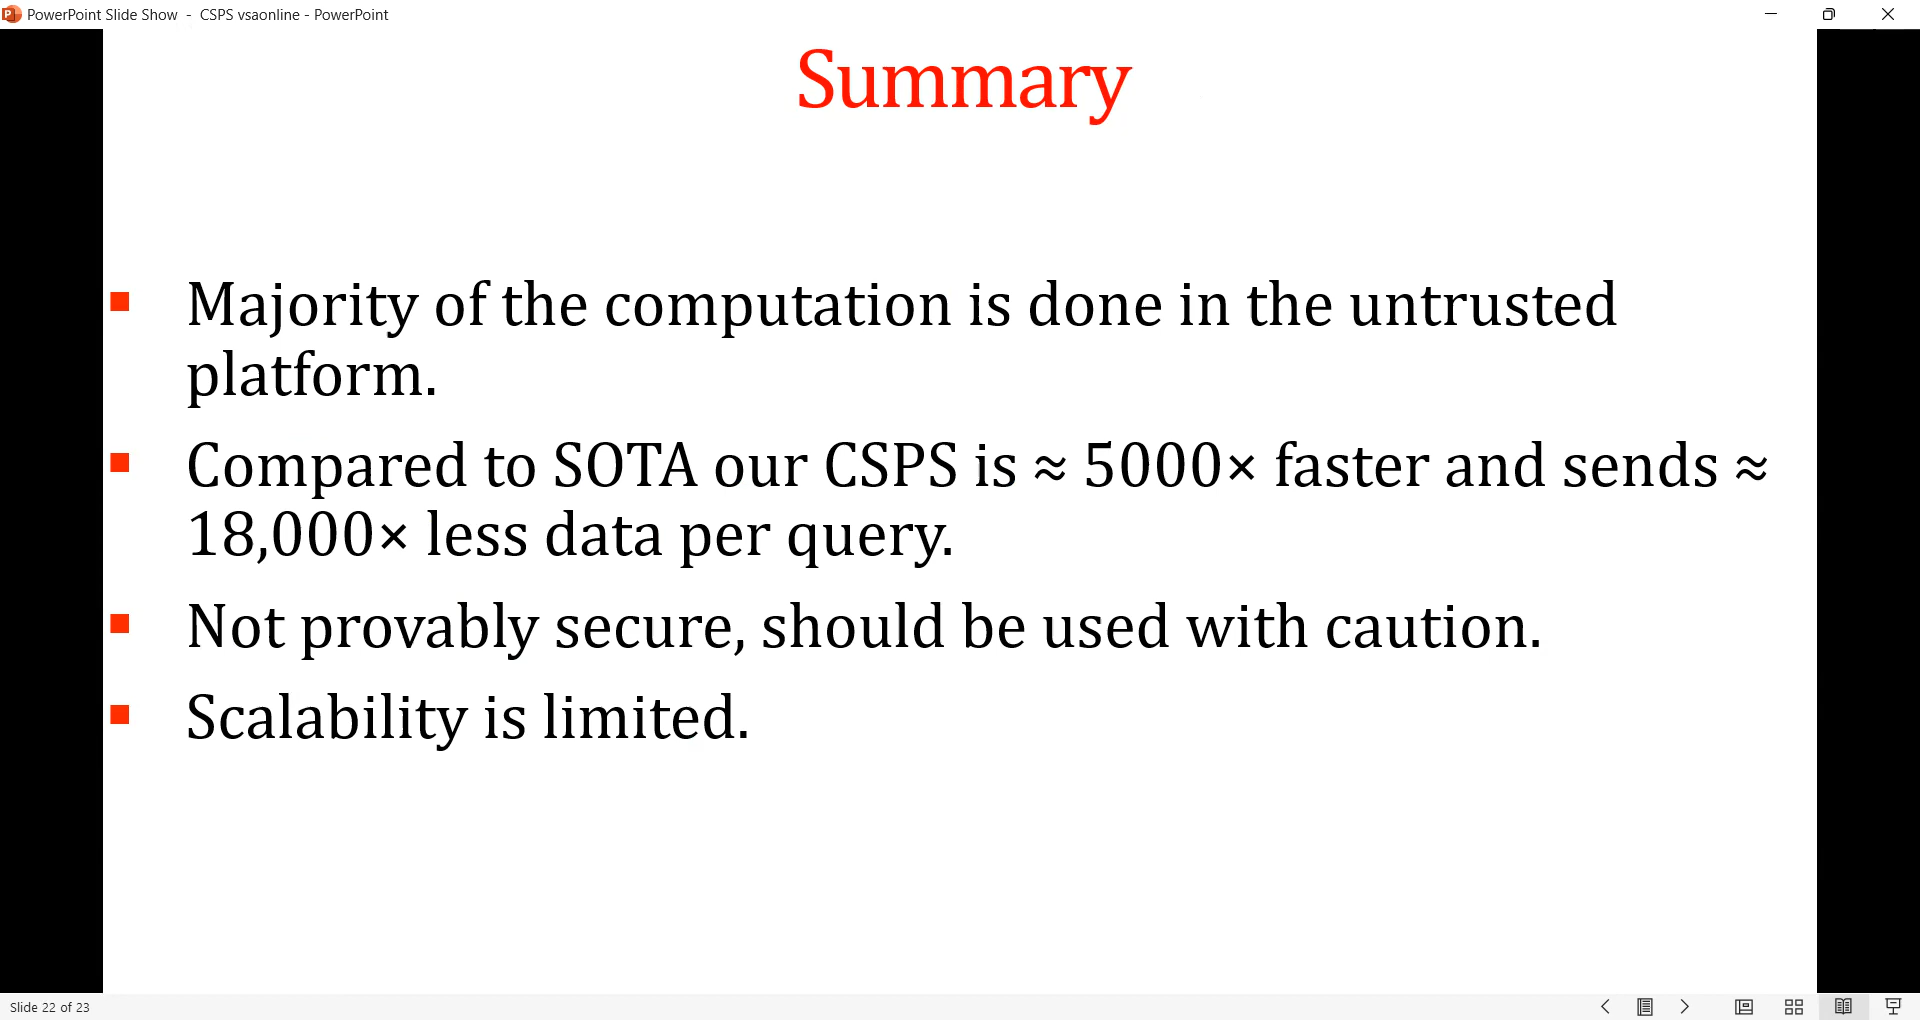 PowerPoint Slide Show - CSPS vsaonline - PowerPoint
Summary
▪ Majority of the computation is done in the untrusted
platform.
▪ Compared to SOTA our CSPS is ≈ 5000× faster and sends ≈
18,000× less data per query.
▪ Not provably secure, should be used with caution.
▪ Scalability is limited.
Slide 22 of 23